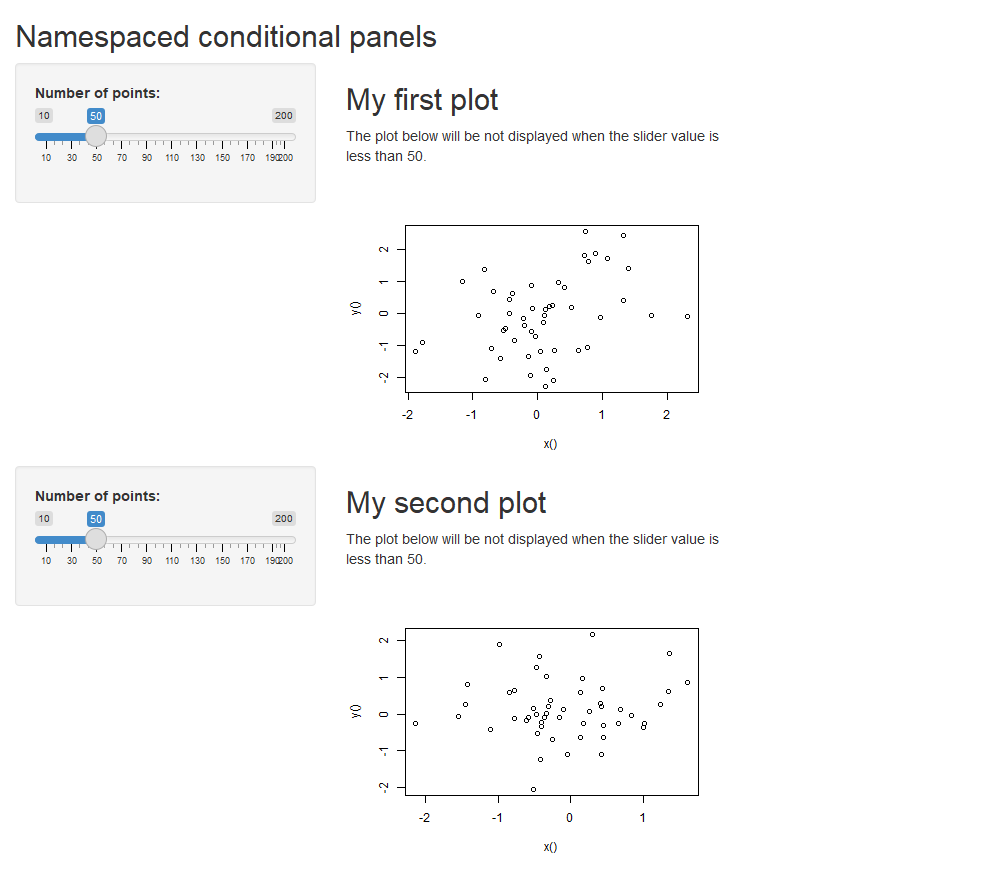 Namespaced conditional panels
Number of points:
10 50 200
10 30 50 70 90 110 130 150 170 190200
My first plot
The plot below will be not displayed when the slider value is
less than 50.
2
1
0
-1
-2
y()
-2 -1 0 1 2
x()
Number of points:
10 50 200
10 30 50 70 90 110 130 150 170 190200
My second plot
The plot below will be not displayed when the slider value is
less than 50.
2
1
0
-1
-2
y()
-2 -1 0 1
x()